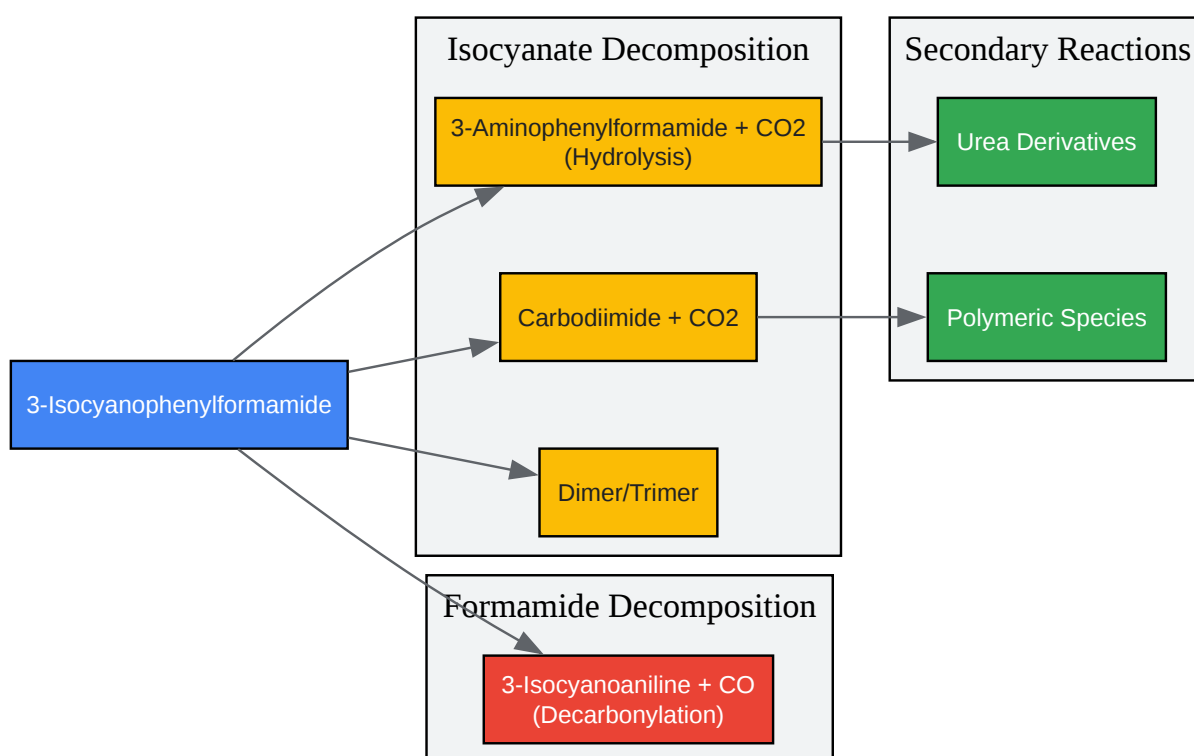 Isocyanate Decomposition
Secondary Reactions
3-Aminophenylformamide + CO2
(Hydrolysis)
Urea Derivatives
Carbodiimide + CO2
Polymeric Species
3-Isocyanophenylformamide
Dimer/Trimer
Formamide Decomposition
3-Isocyanoaniline + CO
(Decarbonylation)